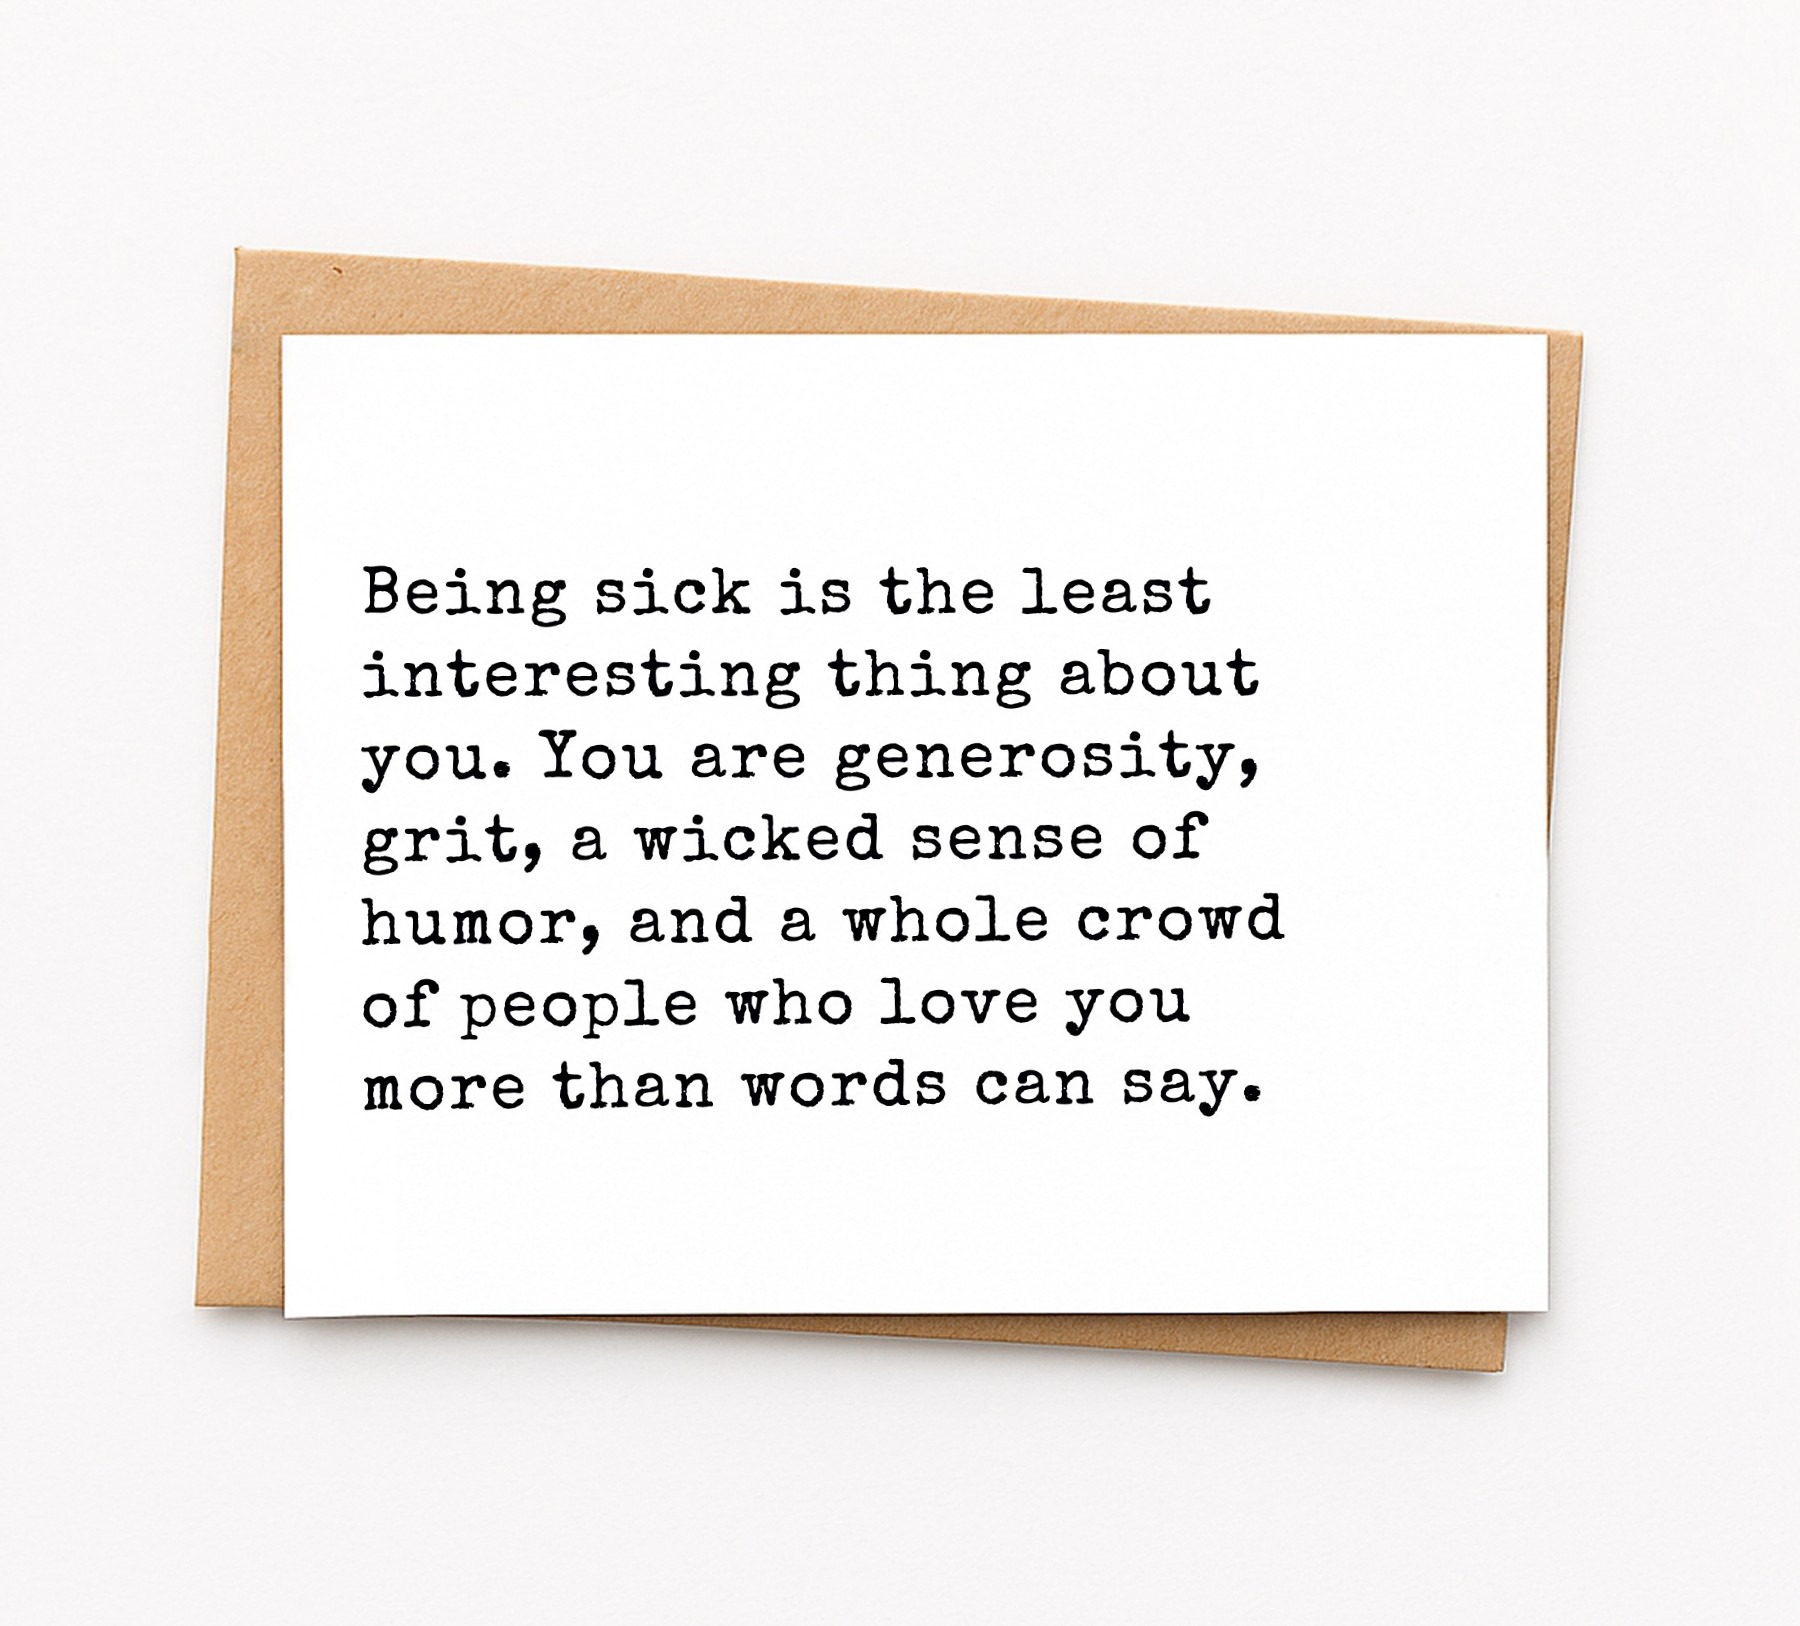 Being sick is the least
interesting thing about
you. You are generosity,
grit, a wicked sense of
humor, and a whole crowd
of people who love you
more than words can say.